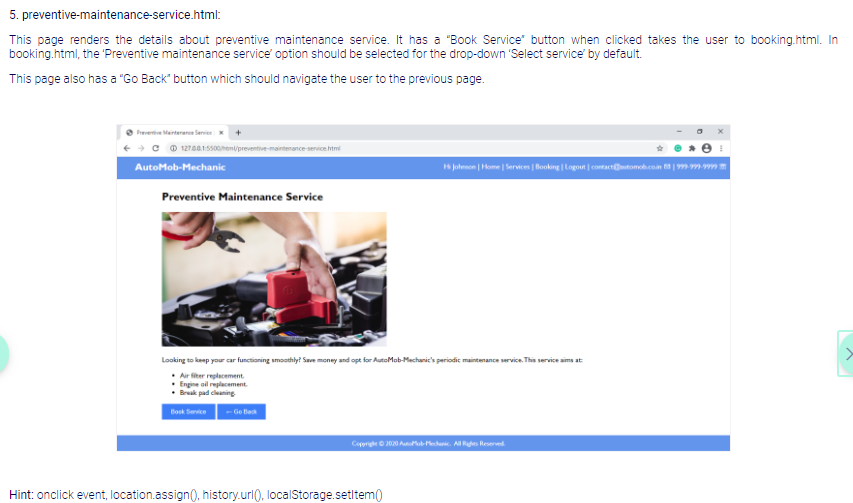 5. preventive-maintenance-service.html:
This page renders the details about preventive maintenance service. It has a "Book Service" button when clicked takes the user to booking.html. In
booking.html, the 'Preventive maintenance service' option should be selected for the drop-down 'Select service' by default.
This page also has a "Go Back" button which should navigate the user to the previous page.
Preventive Maintenance Service
127.0.0.1:5500/html/preventive-maintenance-service.html
AutoMob-Mechanic
Hi Johnson | Home | Services | Booking | Logout | contact@automob.co.in | 999-999-9999
Preventive Maintenance Service
Looking to keep your car functioning smoothly? Save money and opt for AutoMob-Mechanic's periodic maintenance service. This service aims at:
• Air filter replacement.
• Engine oil replacement.
• Break pad cleaning.
Book Service
← Go Back
Copyright © 2020 AutoMob-Mechanic. All Rights Reserved.
Hint: onclick event, location.assign(), history.url(), localStorage.setItem()